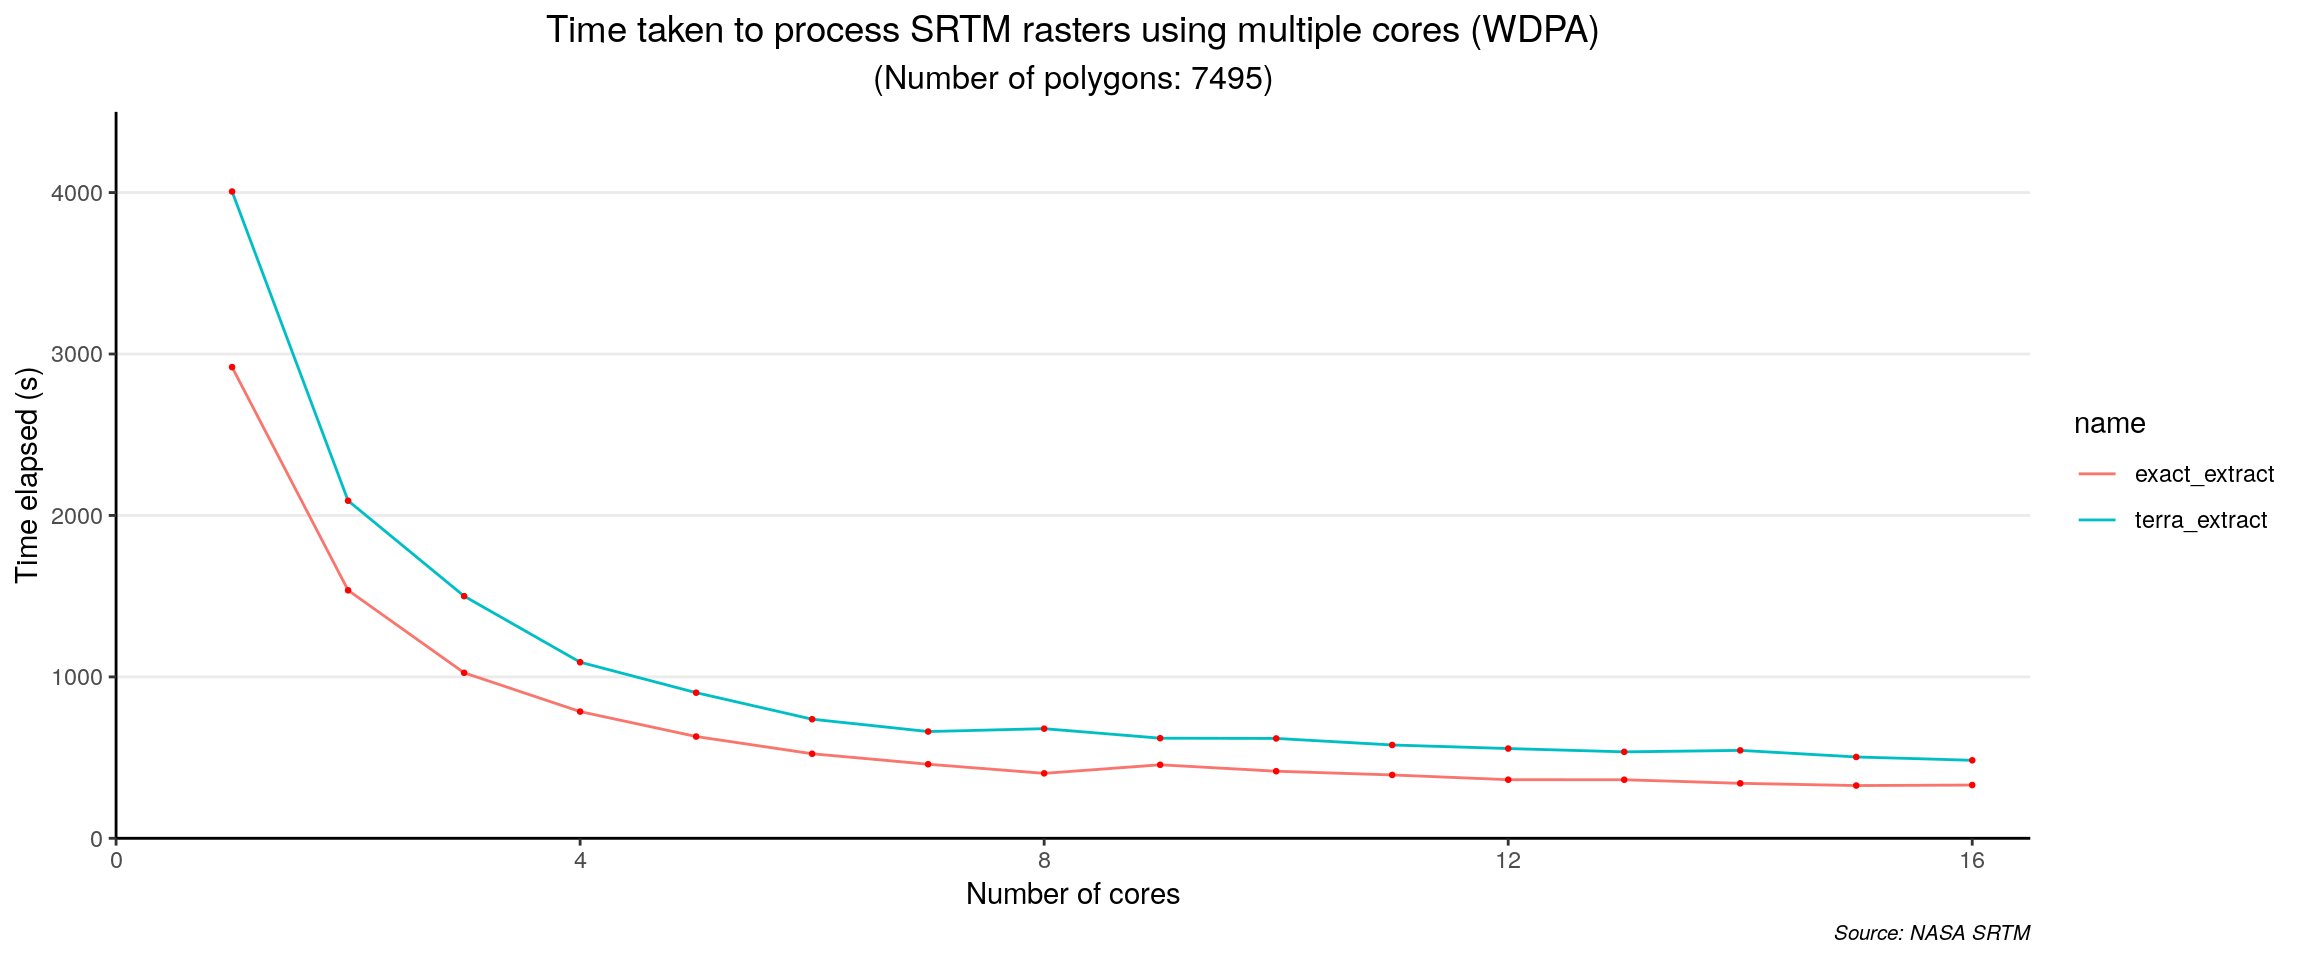 Time taken to process SRTM rasters using multiple cores (WDPA)
(Number of polygons: 7495)
Time elapsed (s)
4000
3000
2000
1000
0
0 4 8 12 16
Number of cores
name
exact_extract
terra_extract
Source: NASA SRTM